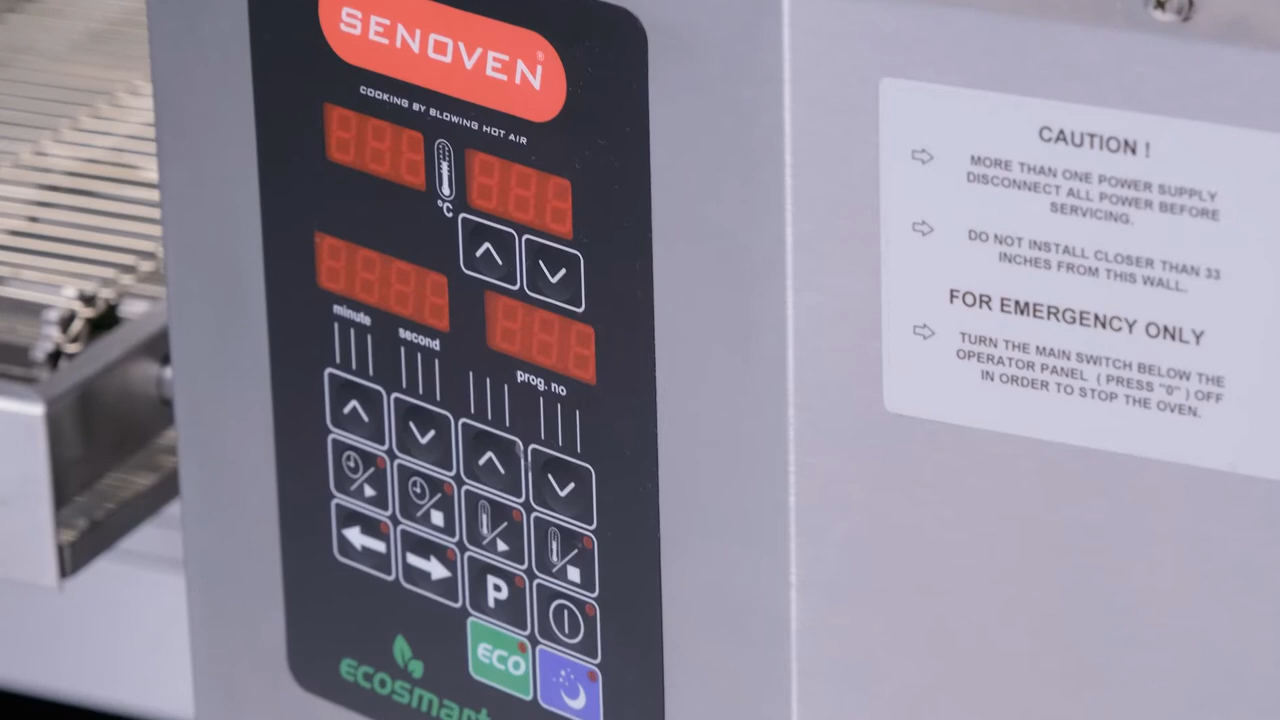 SENOVEN®
COOKING BY BLOWING HOT AIR
°C
minute
second
prog. no
P
ECO
ecosmart
CAUTION !
MORE THAN ONE POWER SUPPLY
DISCONNECT ALL POWER BEFORE
SERVICING.
DO NOT INSTALL CLOSER THAN 33
INCHES FROM THIS WALL.
FOR EMERGENCY ONLY
TURN THE MAIN SWITCH BELOW THE
OPERATOR PANEL ( PRESS "0" ) OFF
IN ORDER TO STOP THE OVEN.